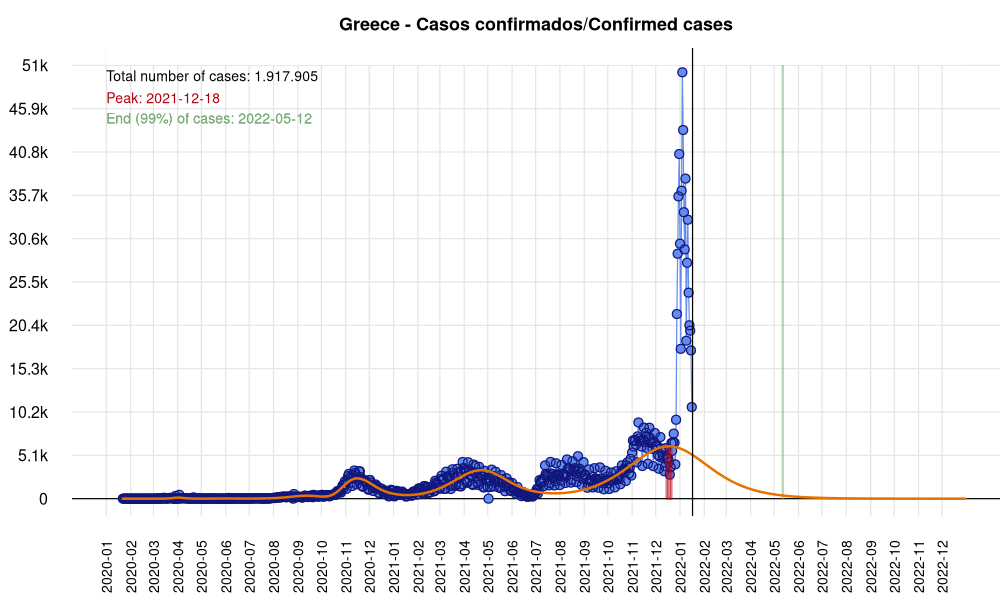 Greece - Casos confirmados/Confirmed cases
Total number of cases: 1.917.905
Peak: 2021-12-18
End (99%) of cases: 2022-05-12
51k
45.9k
40.8k
35.7k
30.6k
25.5k
20.4k
15.3k
10.2k
5.1k
0
2020-01
2020-02
2020-03
2020-04
2020-05
2020-06
2020-07
2020-08
2020-09
2020-10
2020-11
2020-12
2021-01
2021-02
2021-03
2021-04
2021-05
2021-06
2021-07
2021-08
2021-09
2021-10
2021-11
2021-12
2022-01
2022-02
2022-03
2022-04
2022-05
2022-06
2022-07
2022-08
2022-09
2022-10
2022-11
2022-12